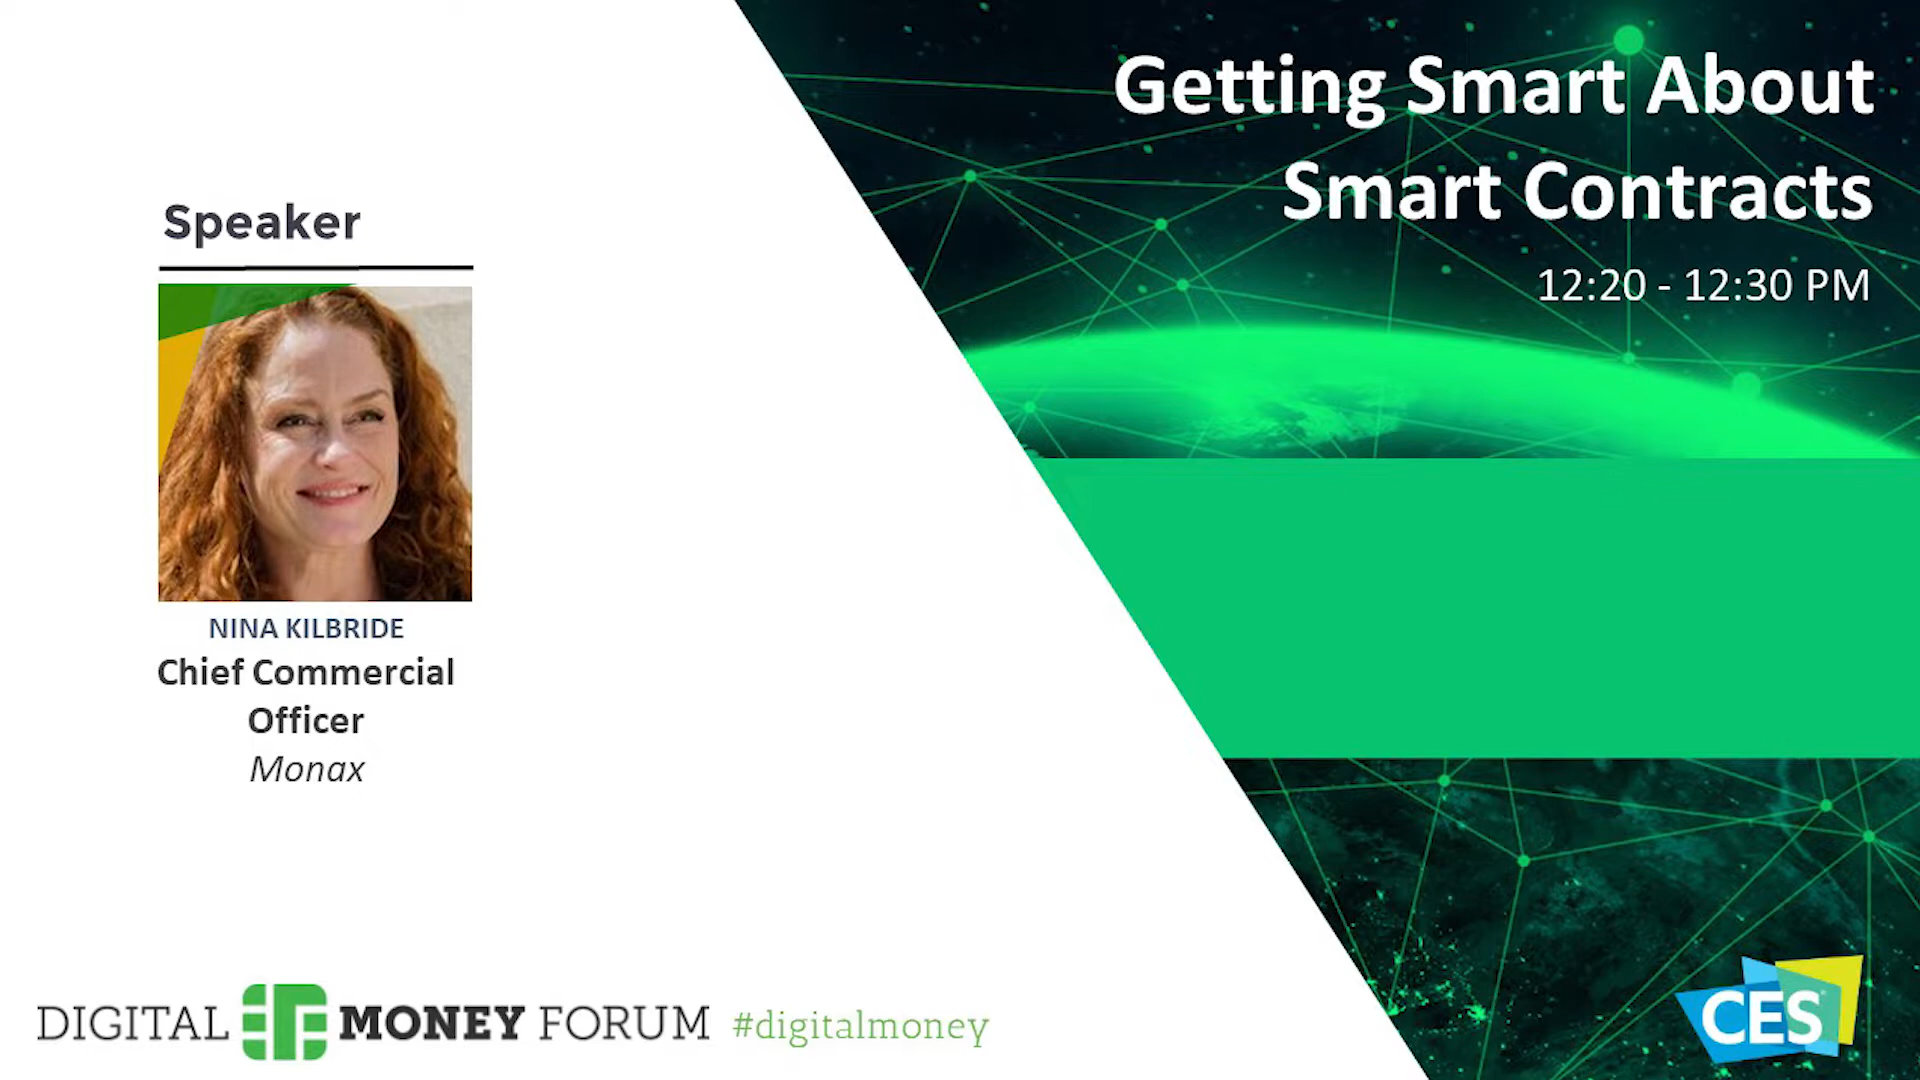 Getting Smart About
Smart Contracts
12:20 - 12:30 PM
Speaker
NINA KILBRIDE
Chief Commercial
Officer
Monax
DIGITAL MONEY FORUM #digitalmoney
CES